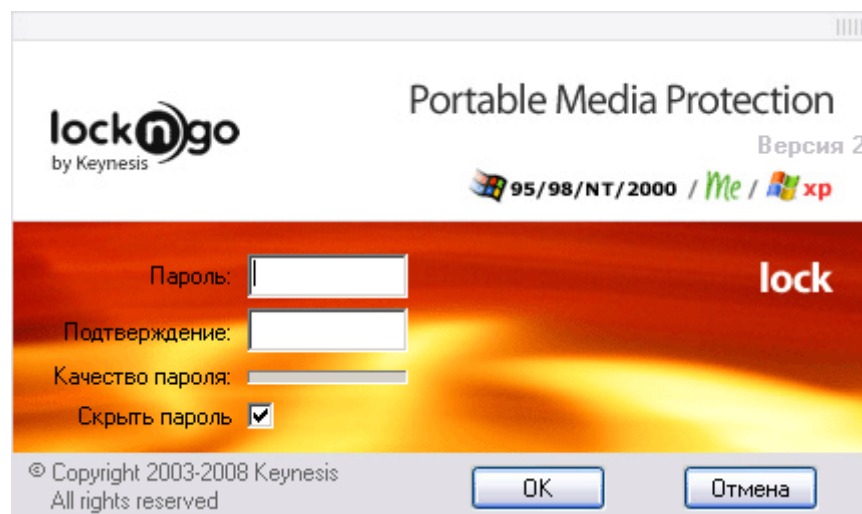 lockngo
by Keynesis
Portable Media Protection
Версия 2
95/98/NT/2000 / Me / xp
lock
Пароль:
Подтверждение:
Качество пароля:
Скрыть пароль
© Copyright 2003-2008 Keynesis
All rights reserved
OK
Отмена